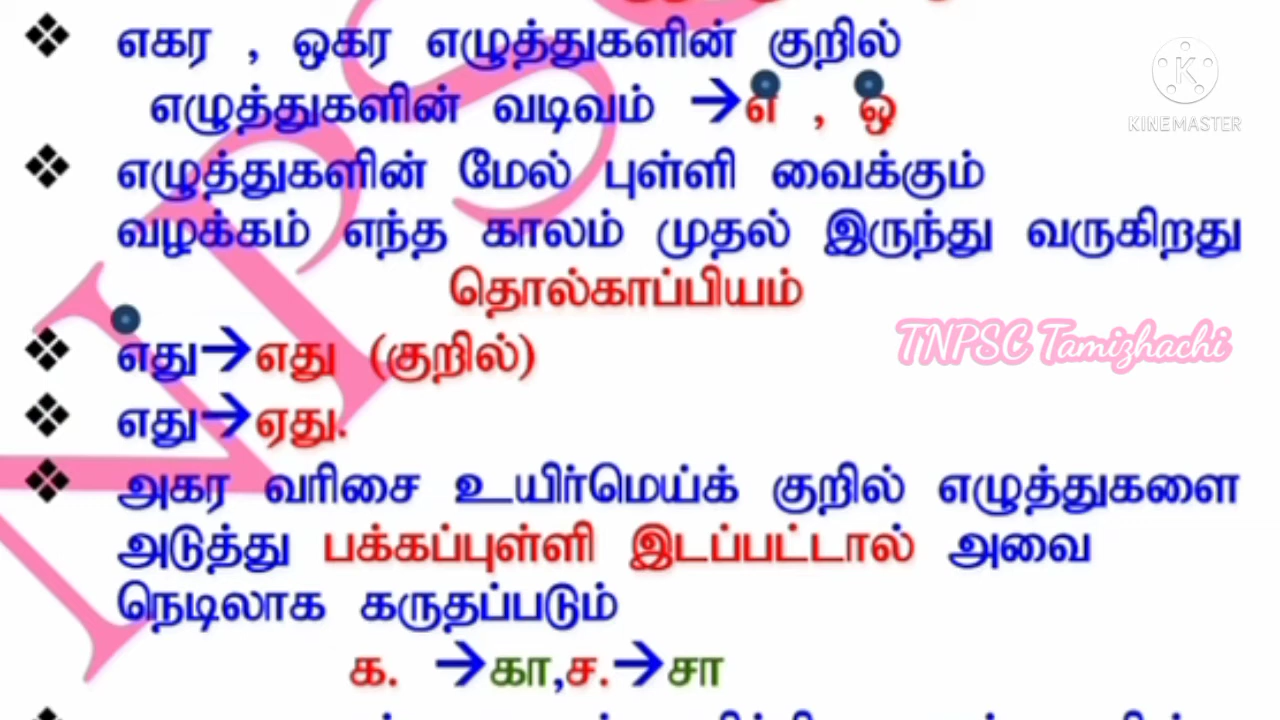 எகர , ஒகர எழுத்துகளின் குறில்
எழுத்துகளின் வடிவம் →எ் , ஒ்
எழுத்துகளின் மேல் புள்ளி வைக்கும்
வழக்கம் எந்த காலம் முதல் இருந்து வருகிறது
தொல்காப்பியம்
எ்து→எது (குறில்)
எது→ஏது.
அகர வரிசை உயிர்மெய்க் குறில் எழுத்துகளை
அடுத்து பக்கப்புள்ளி இடப்பட்டால் அவை
நெடிலாக கருதப்படும்
க. →கா,ச.→சா
KINEMASTER
TNPSC Tamizhachi